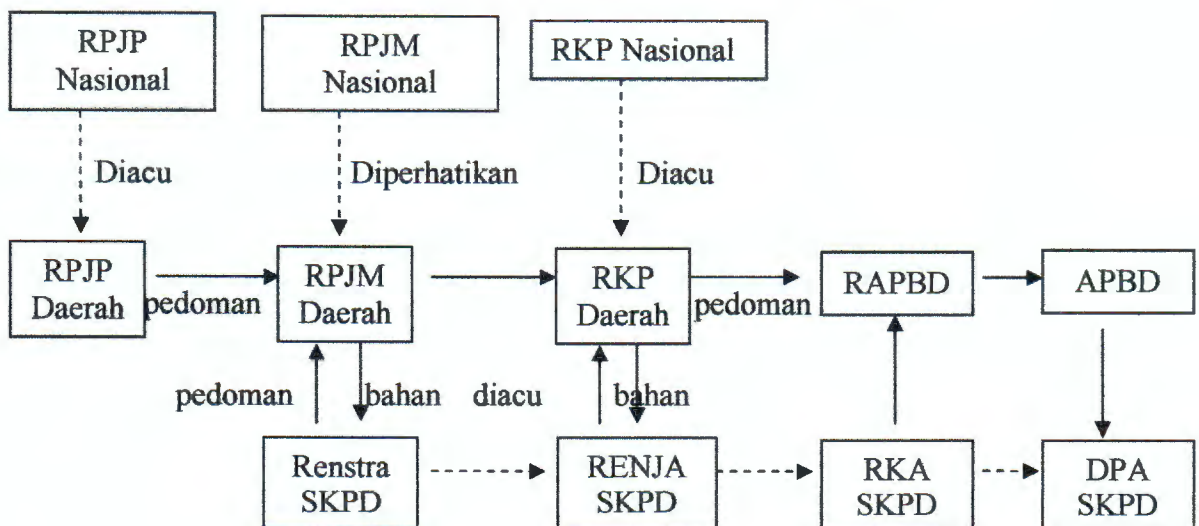 RPJP
Nasional
RPJM
Nasional
RKP Nasional
Diacu
Diperhatikan
Diacu
RPJP
Daerah
pedoman
RPJM
Daerah
RKP
Daerah
pedoman
RAPBD
APBD
pedoman
bahan
diacu
bahan
Renstra
SKPD
RENJA
SKPD
RKA
SKPD
DPA
SKPD